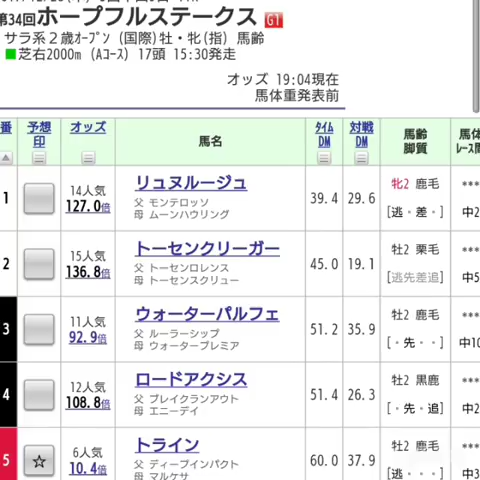 第34回ホープフルステークス G1
サラ系2歳オープン (国際)牡・牝(指) 馬齢
芝右2000m (Aコース) 17頭 15:30発走
オッズ 19:04現在
馬体重発表前
番 予想印 オッズ 馬名 タイムDM 対戦DM 馬齢脚質 馬体
1 14人気 127.0倍 リュヌルージュ 39.4 29.6 牝2 鹿毛 ***
父 モンテロッソ
母 ムーンハウリング [逃・差・] 中2
2 15人気 136.8倍 トーセンクリーガー 45.0 19.1 牡2 栗毛 ***
父 トーセンロレンス
母 トーセンスクリュー [逃先差追] 中5
3 11人気 92.9倍 ウォーターパルフェ 51.2 35.9 牡2 鹿毛 ***
父 ルーラーシップ
母 ウォータープレミア [・先・・] 中10
4 12人気 108.8倍 ロードアクシス 51.4 26.3 牡2 黒鹿 ***
父 ブレイクランアウト
母 エニーデイ [・先・追] 中2
5 ☆ 6人気 10.4倍 トライン 60.0 37.9 牡2 鹿毛 ***
父 ディープインパクト
母 マルケサ [逃・・・] 中3